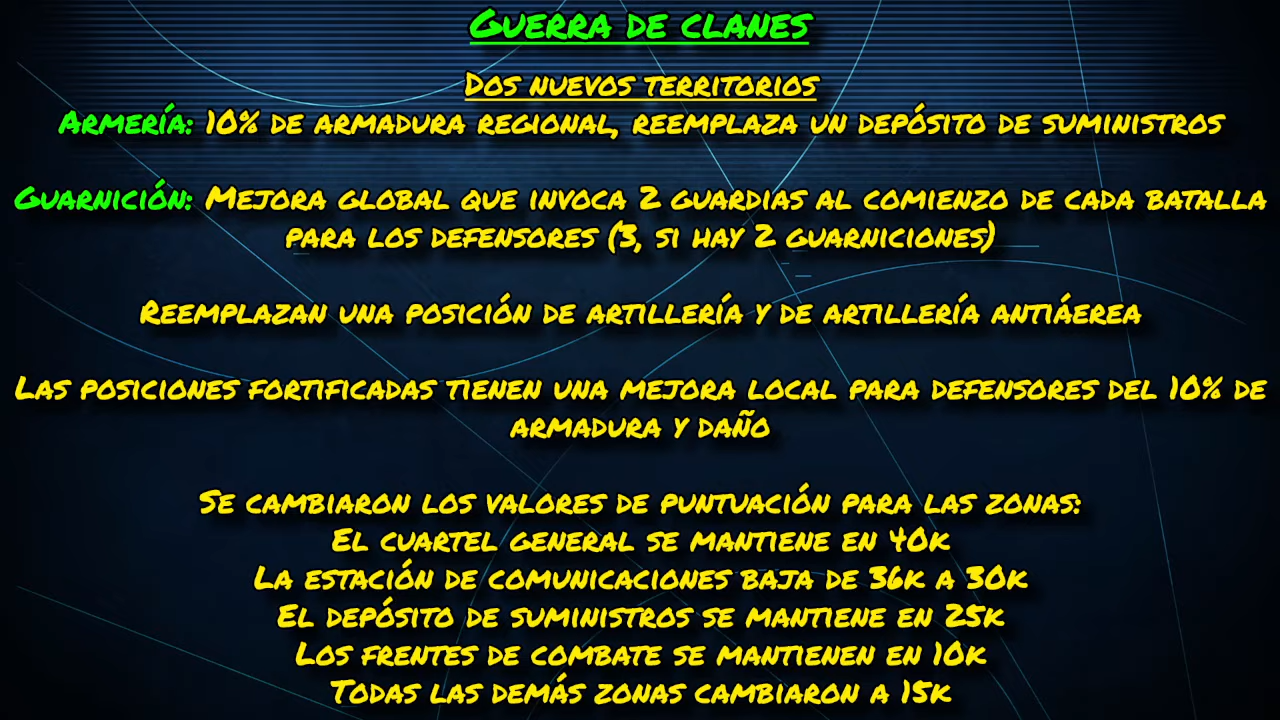 Guerra de clanes
Dos nuevos territorios
Armería: 10% de armadura regional, reemplaza un depósito de suministros
Guarnición: Mejora global que invoca 2 guardias al comienzo de cada batalla
para los defensores (3, si hay 2 guarniciones)
Reemplazan una posición de artillería y de artillería antiáerea
Las posiciones fortificadas tienen una mejora local para defensores del 10% de
armadura y daño
Se cambiaron los valores de puntuación para las zonas:
El cuartel general se mantiene en 40k
La estación de comunicaciones baja de 36k a 30k
El depósito de suministros se mantiene en 25k
Los frentes de combate se mantienen en 10k
Todas las demás zonas cambiaron a 15k